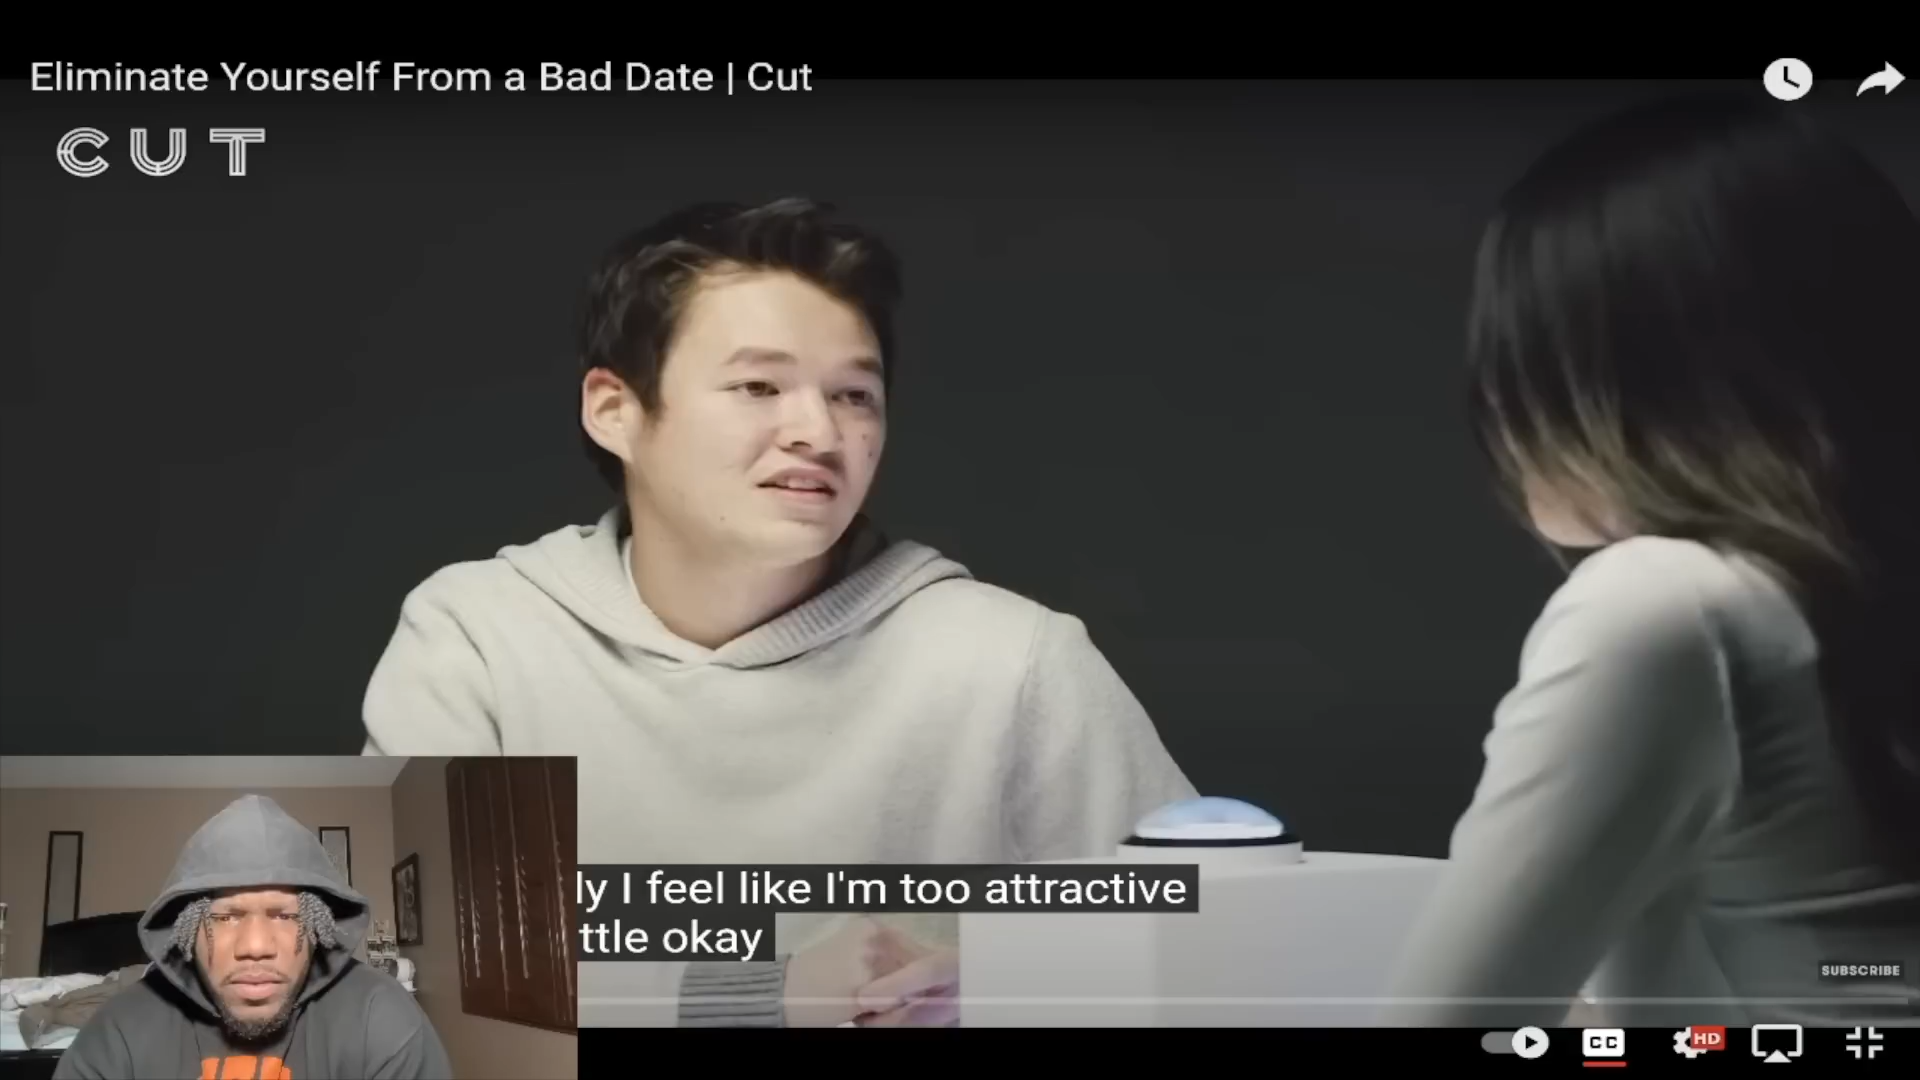 Eliminate Yourself From a Bad Date | Cut
CUT
ly I feel like I'm too attractive
ttle okay
SUBSCRIBE
CC
HD